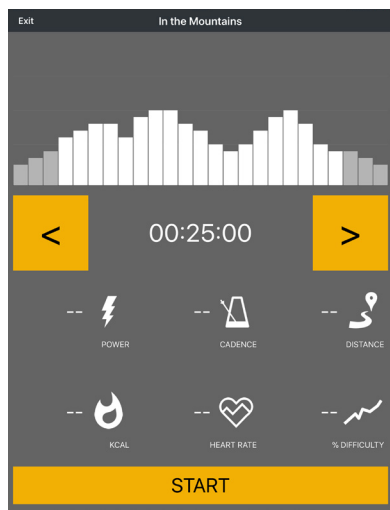 Exit
In the Mountains
<
00:25:00
>
--
--
--
POWER
CADENCE
DISTANCE
--
--
--
KCAL
HEART RATE
% DIFFICULTY
START